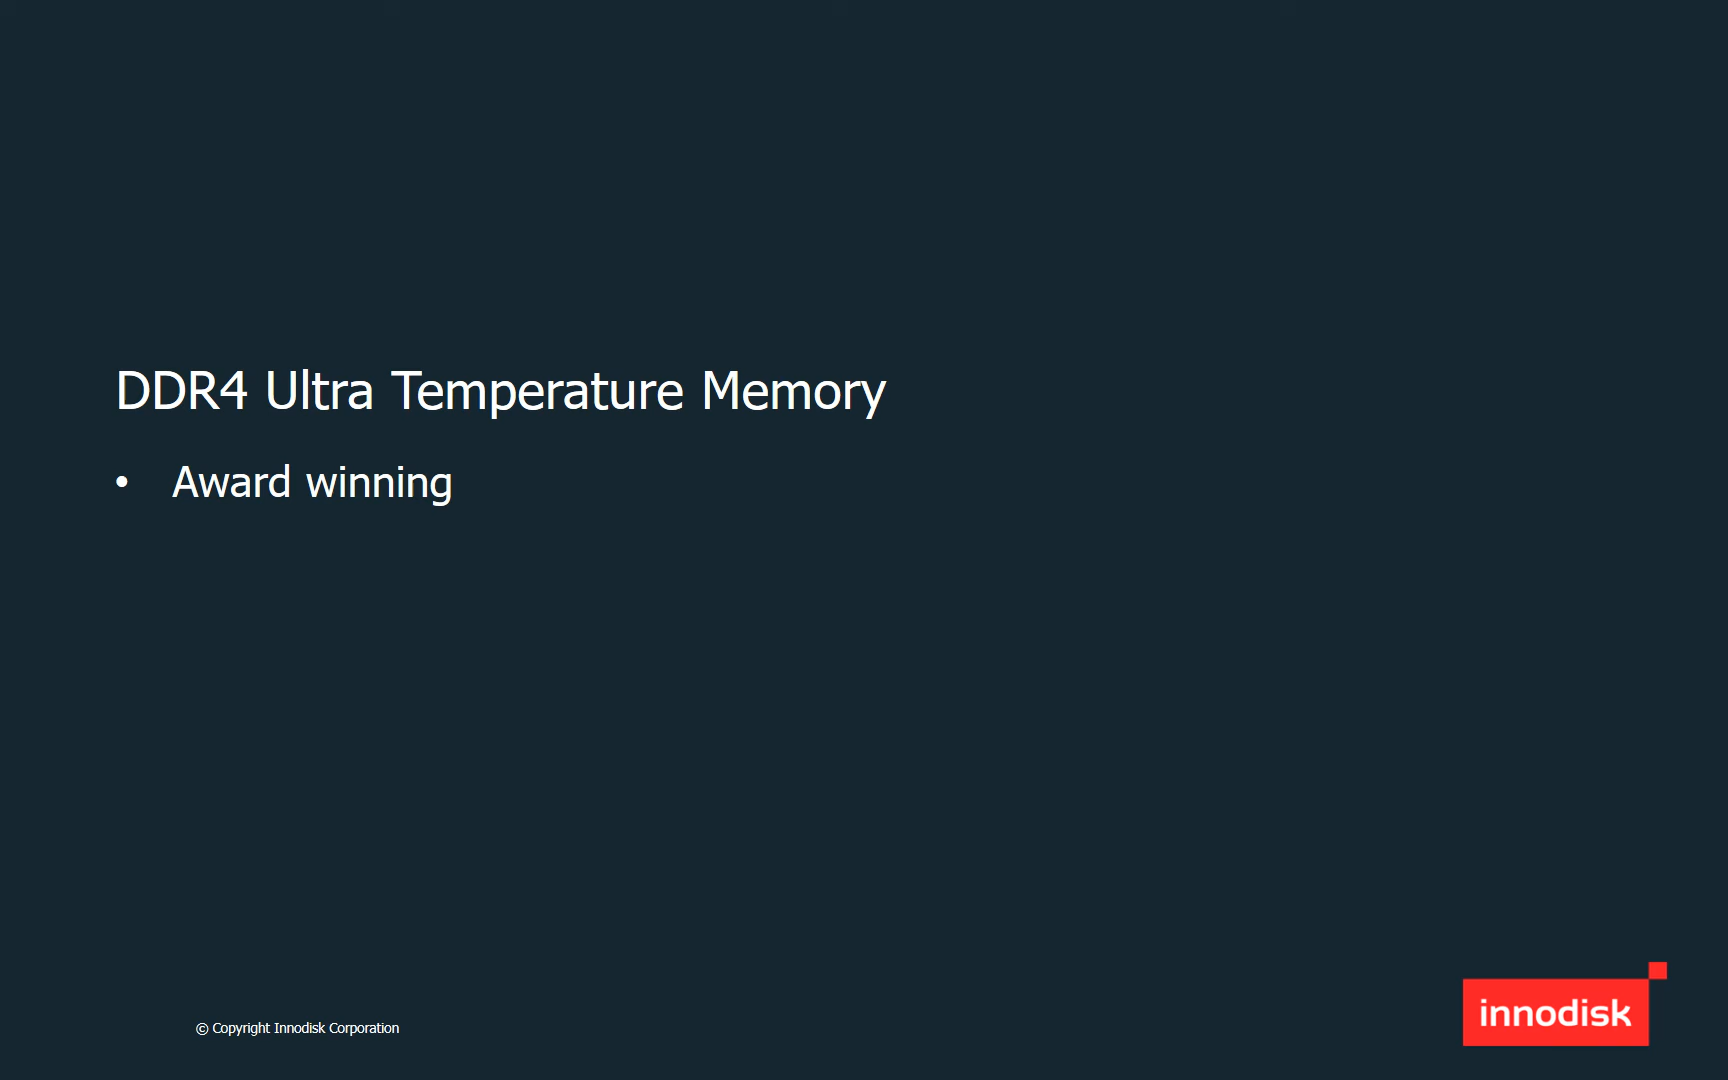 DDR4 Ultra Temperature Memory
• Award winning
© Copyright Innodisk Corporation
innodisk